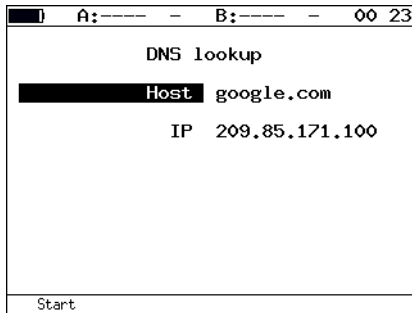 A:---- - B:---- - 00 23
DNS lookup
Host google.com
IP 209.85.171.100
Start